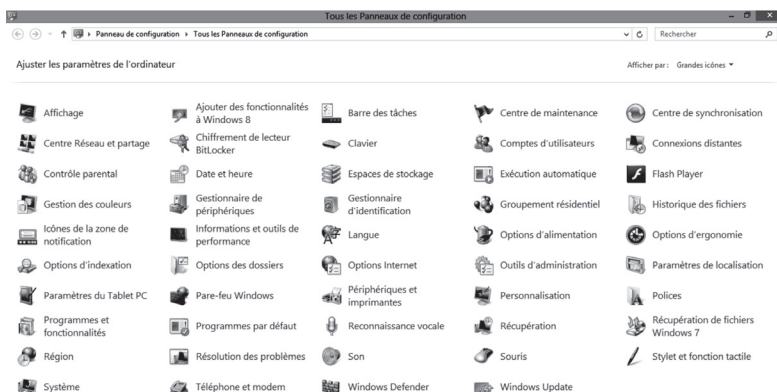 Tous les Panneaux de configuration
Panneau de configuration ▸ Tous les Panneaux de configuration
Rechercher
Ajuster les paramètres de l'ordinateur
Afficher par : Grandes icônes
Affichage
Ajouter des fonctionnalités
à Windows 8
Barre des tâches
Centre de maintenance
Centre de synchronisation
Centre Réseau et partage
Chiffrement de lecteur
BitLocker
Clavier
Comptes d'utilisateurs
Connexions distantes
Contrôle parental
Date et heure
Espaces de stockage
Exécution automatique
Flash Player
Gestion des couleurs
Gestionnaire de
périphériques
Gestionnaire
d'identification
Groupement résidentiel
Historique des fichiers
Icônes de la zone de
notification
Informations et outils de
performance
Langue
Options d'alimentation
Options d'ergonomie
Options d'indexation
Options des dossiers
Options Internet
Outils d'administration
Paramètres de localisation
Paramètres du Tablet PC
Pare-feu Windows
Périphériques et
imprimantes
Personnalisation
Polices
Programmes et
fonctionnalités
Programmes par défaut
Reconnaissance vocale
Récupération
Récupération de fichiers
Windows 7
Région
Résolution des problèmes
Son
Souris
Stylet et fonction tactile
Système
Téléphone et modem
Windows Defender
Windows Update